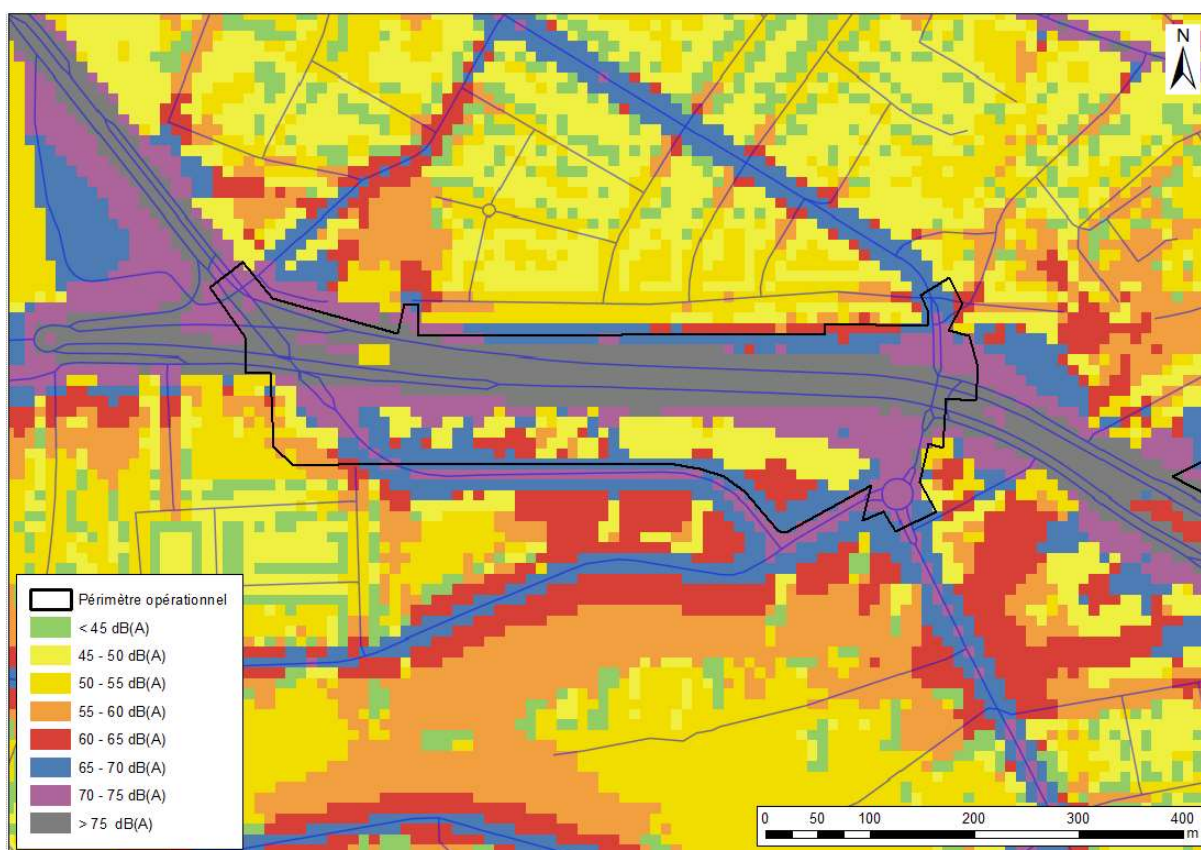 N
Périmètre opérationnel
< 45 dB(A)
45 - 50 dB(A)
50 - 55 dB(A)
55 - 60 dB(A)
60 - 65 dB(A)
65 - 70 dB(A)
70 - 75 dB(A)
> 75 dB(A)
0 50 100 200 300 400
m